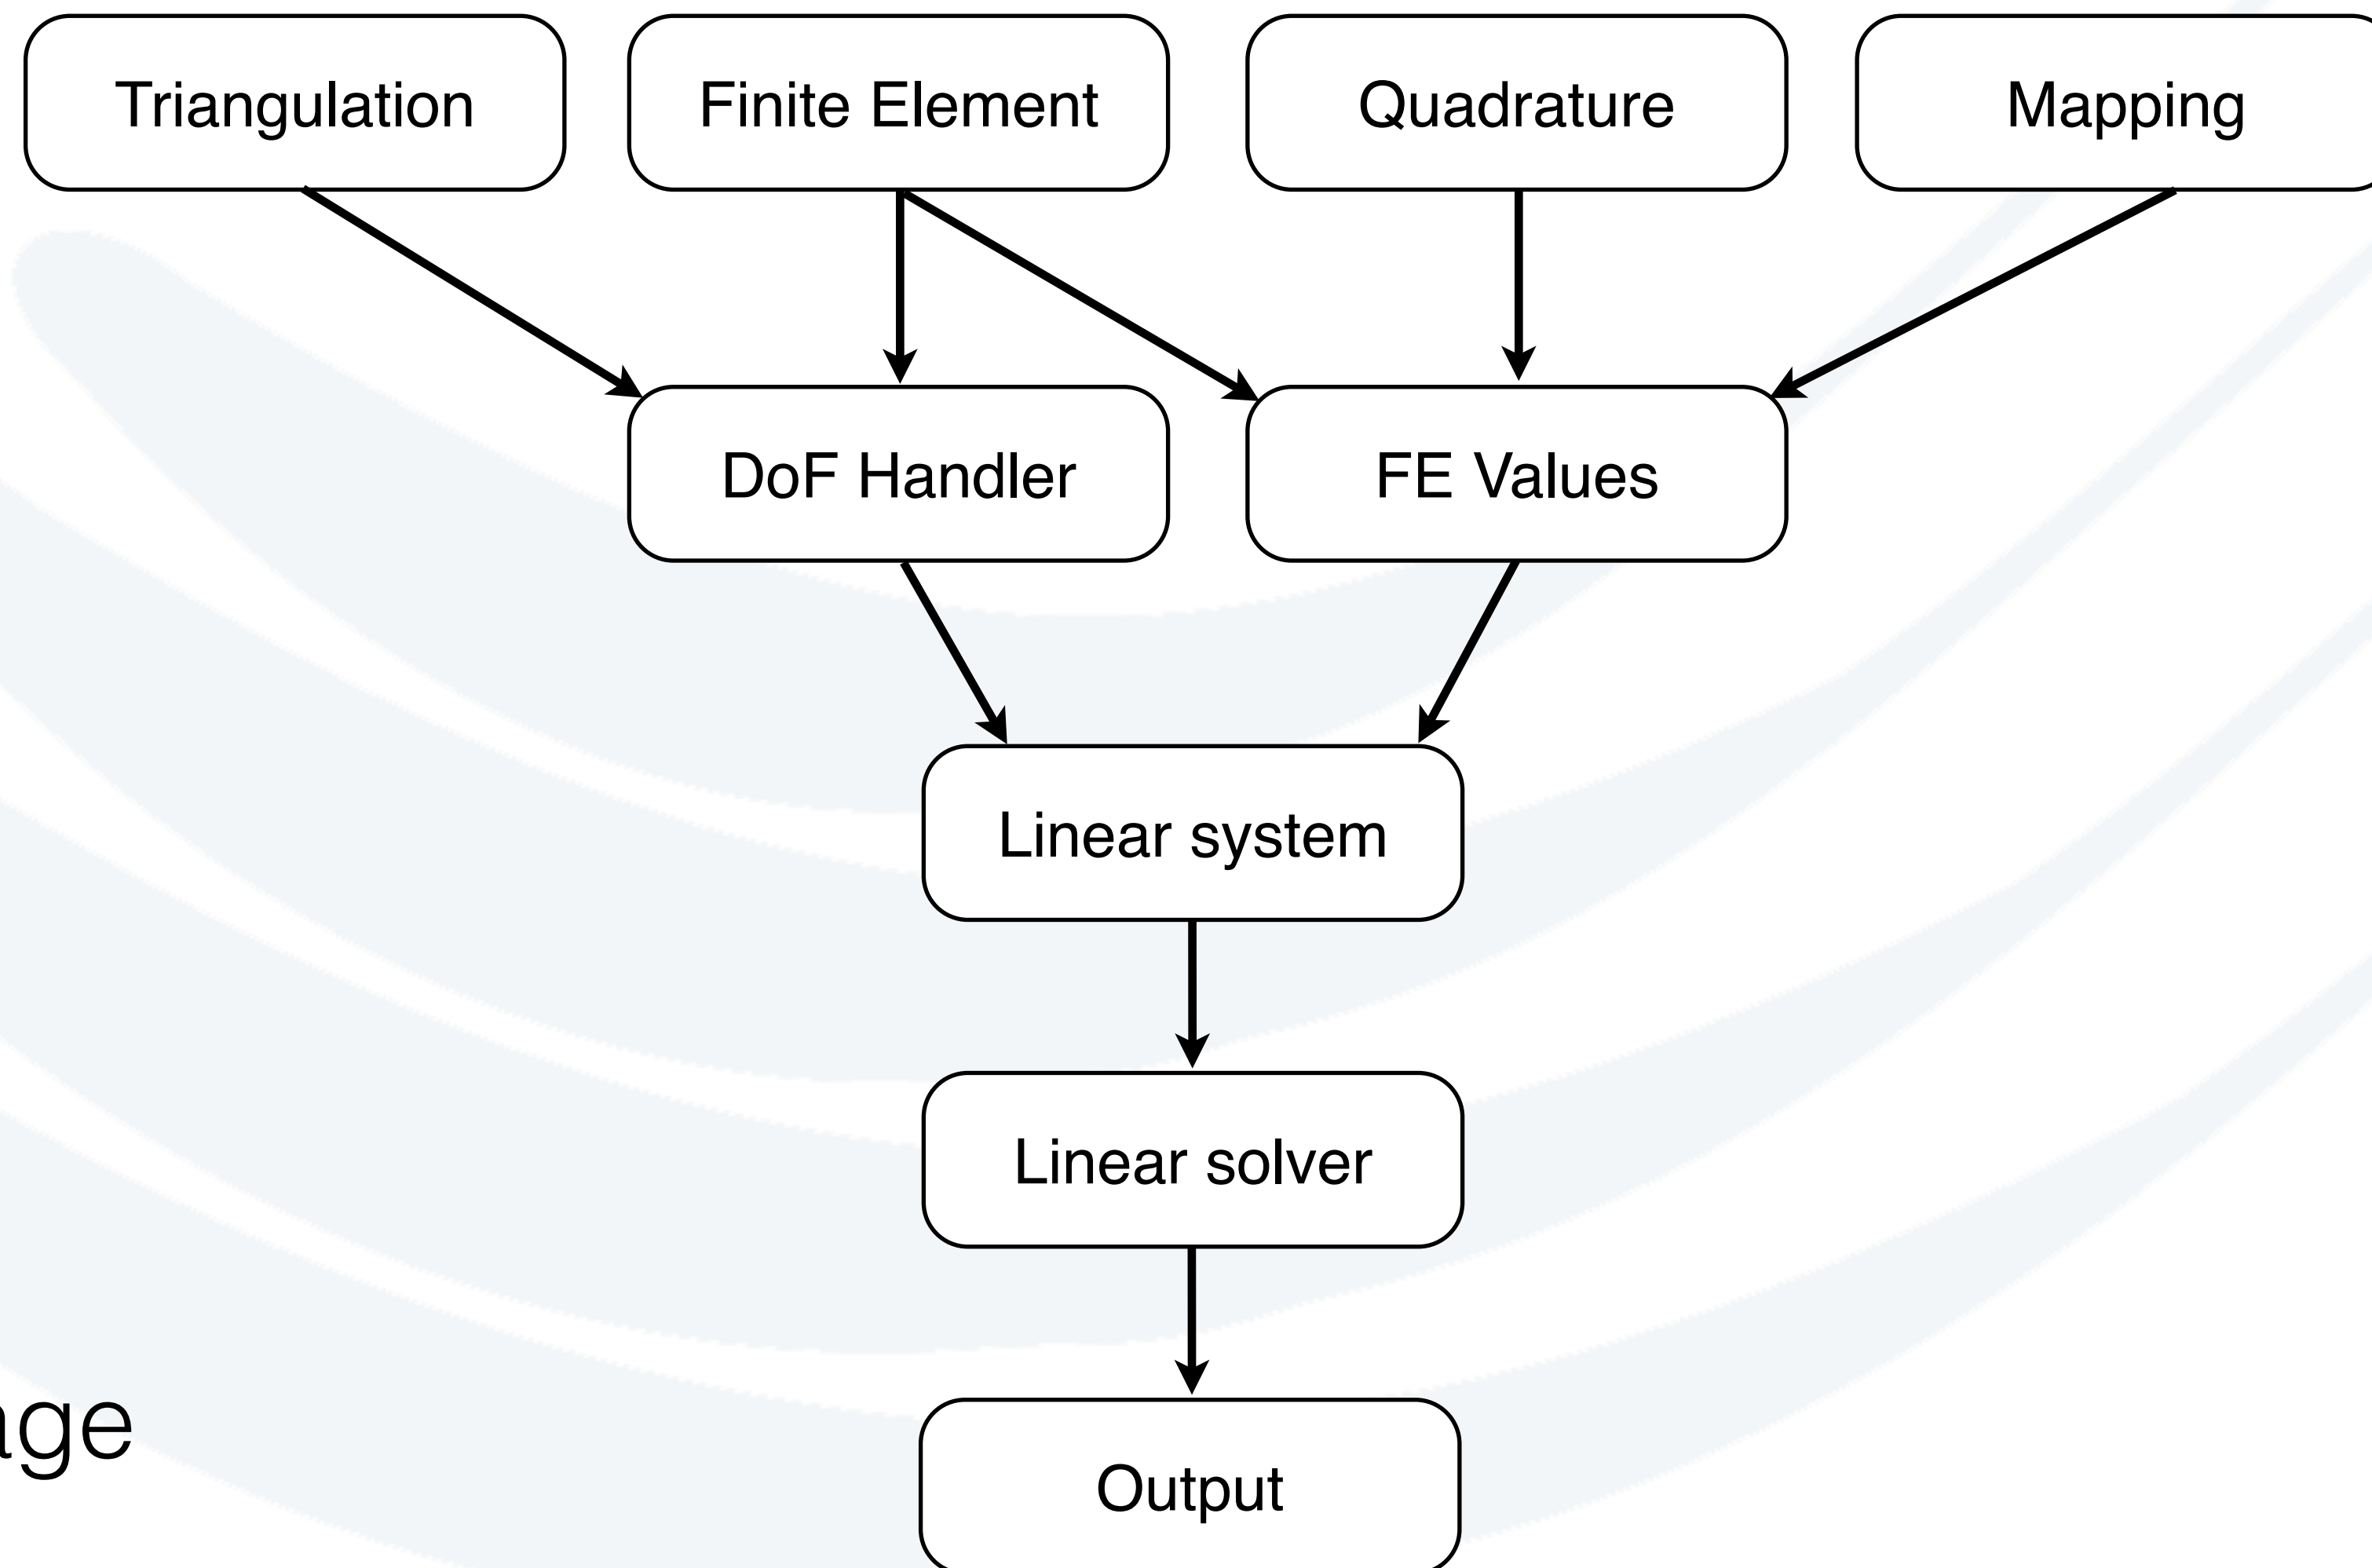 Triangulation
Finite Element
Quadrature
Mapping
DoF Handler
FE Values
Linear system
Linear solver
Output